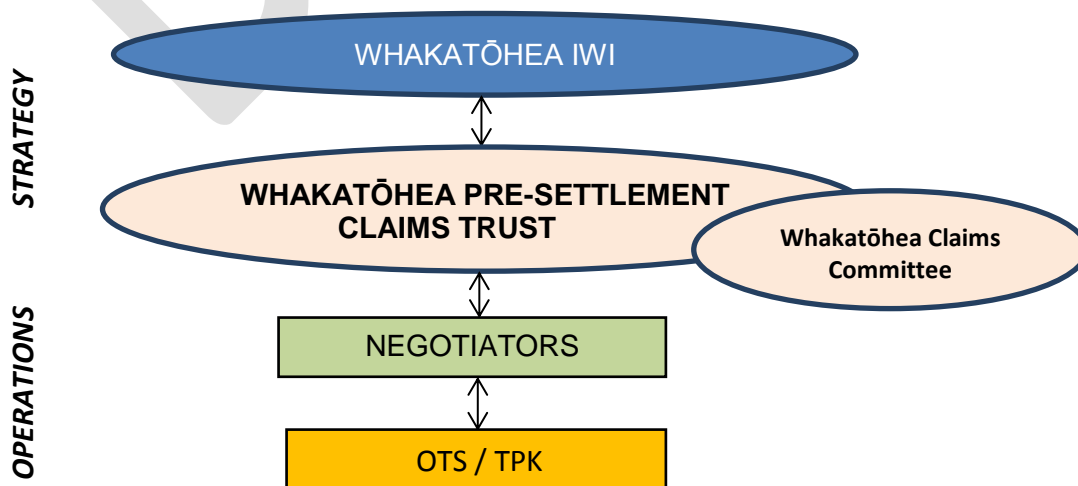 STRATEGY
WHAKATŌHEA IWI
WHAKATŌHEA PRE-SETTLEMENT
CLAIMS TRUST
Whakatōhea Claims
Committee
OPERATIONS
NEGOTIATORS
OTS / TPK